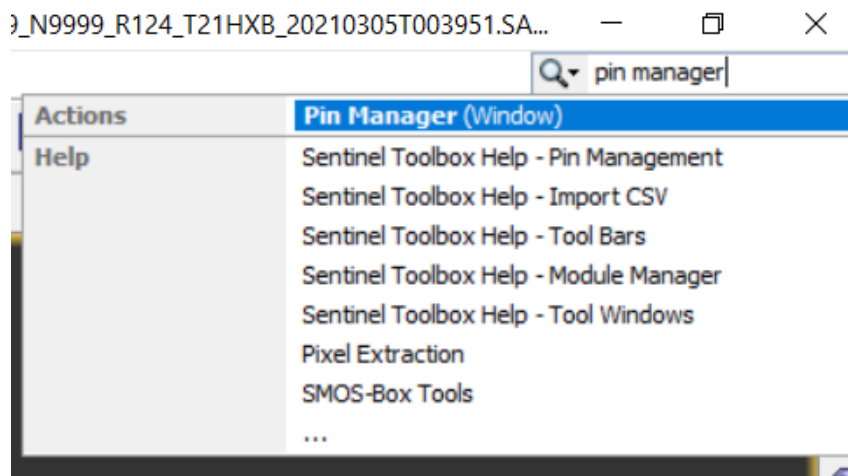 9_N9999_R124_T21HXB_20210305T003951.SA...
pin manager
Actions Pin Manager (Window)
Help Sentinel Toolbox Help - Pin Management
Sentinel Toolbox Help - Import CSV
Sentinel Toolbox Help - Tool Bars
Sentinel Toolbox Help - Module Manager
Sentinel Toolbox Help - Tool Windows
Pixel Extraction
SMOS-Box Tools
...